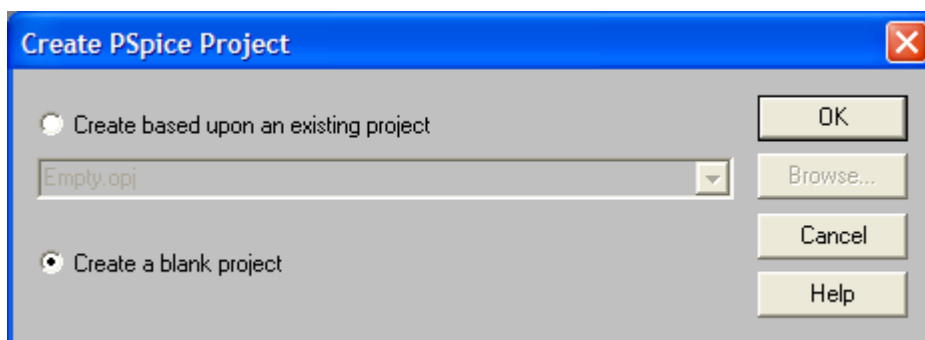 Create PSpice Project
Create based upon an existing project
OK
Empty.opj
Browse...
Cancel
Create a blank project
Help